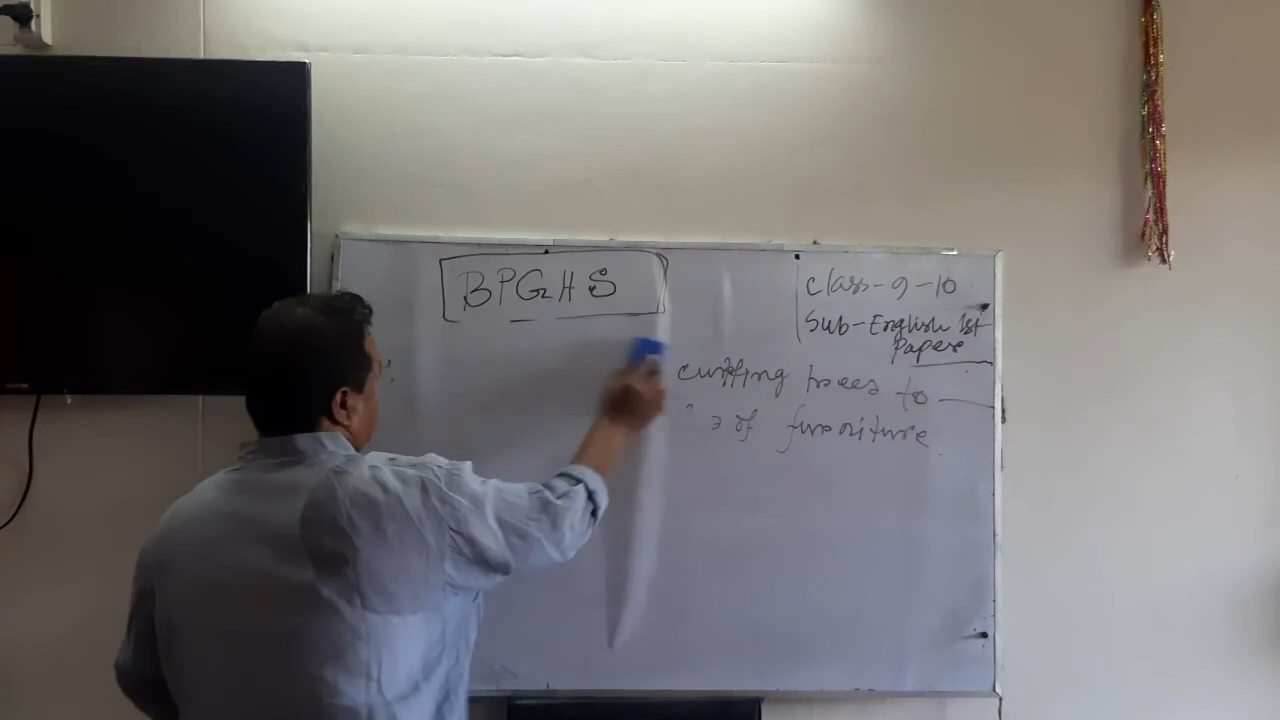 BPGHS
Class-9-10
Sub-English 1st
Paper
cutting trees to
of furniture